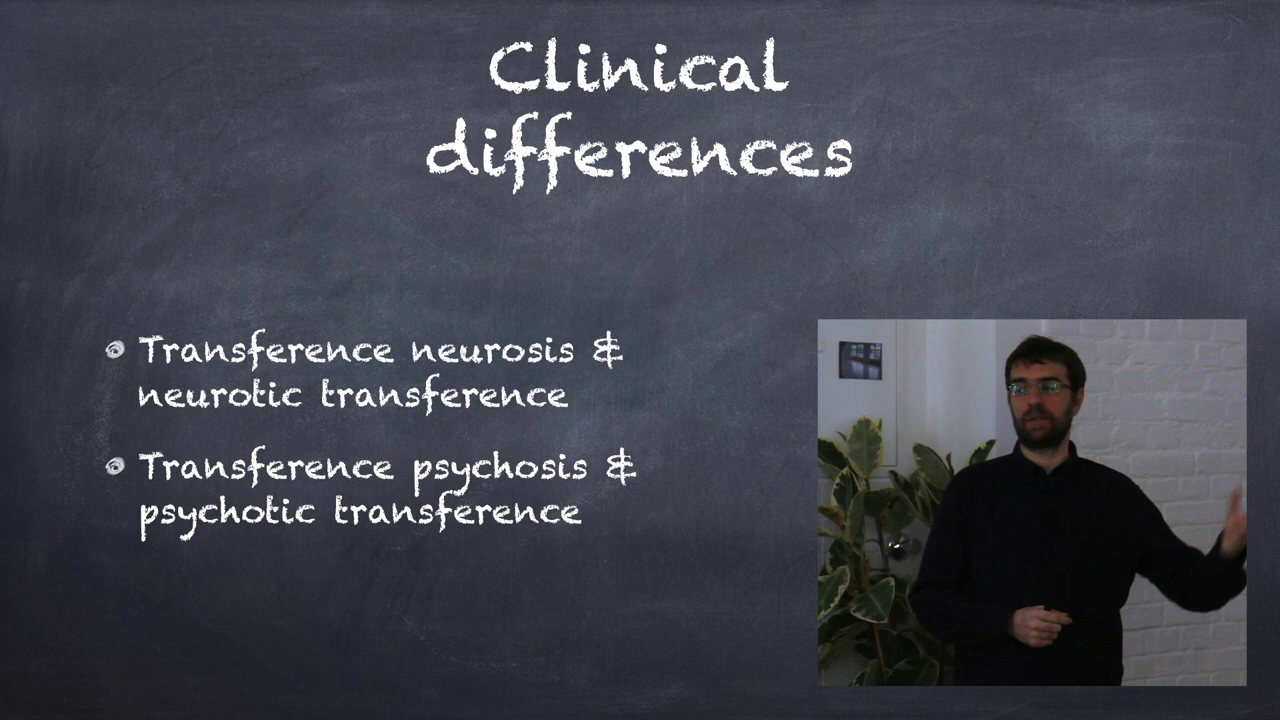 Clinical
differences
Transference neurosis &
neurotic transference
Transference psychosis &
psychotic transference